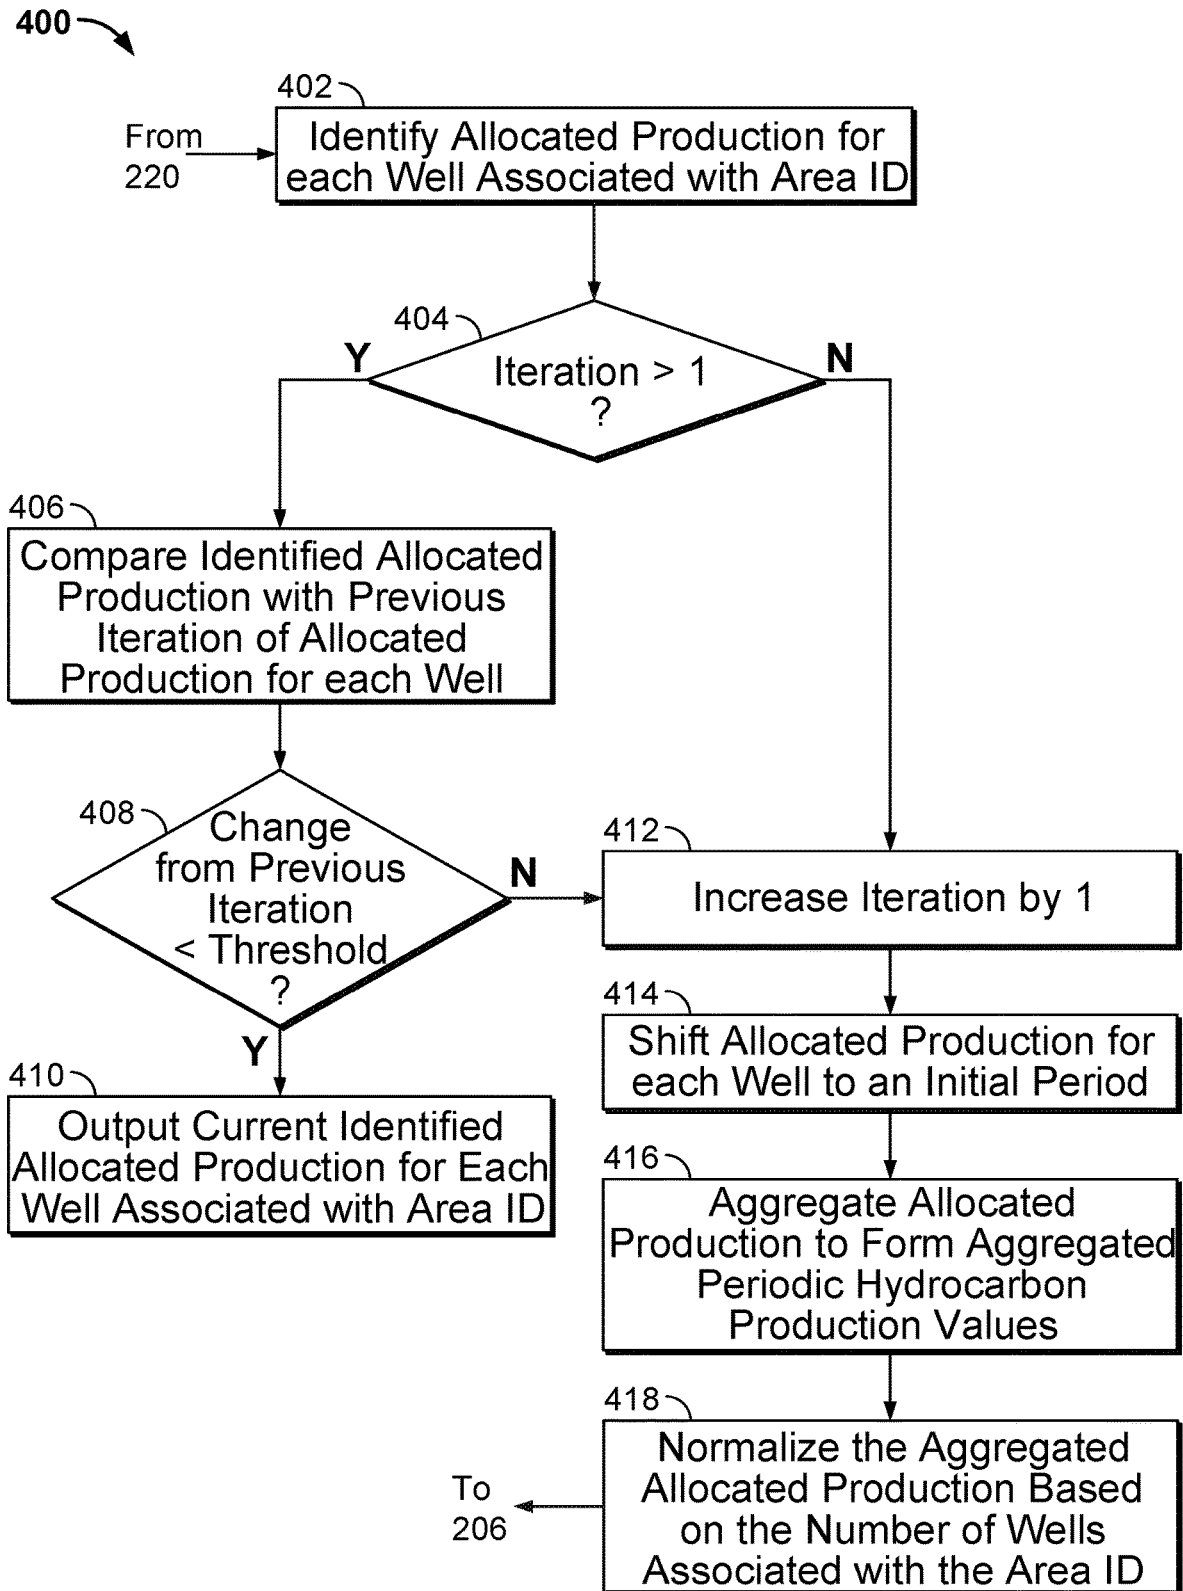 400
402
From
220
Identify Allocated Production for
each Well Associated with Area ID
404
Y
N
Iteration > 1
?
406
Compare Identified Allocated
Production with Previous
Iteration of Allocated
Production for each Well
408
Change
from Previous
Iteration
< Threshold
?
N
Y
412
Increase Iteration by 1
414
Shift Allocated Production for
each Well to an Initial Period
410
Output Current Identified
Allocated Production for Each
Well Associated with Area ID
416
Aggregate Allocated
Production to Form Aggregated
Periodic Hydrocarbon
Production Values
418
Normalize the Aggregated
Allocated Production Based
on the Number of Wells
Associated with the Area ID
To
206